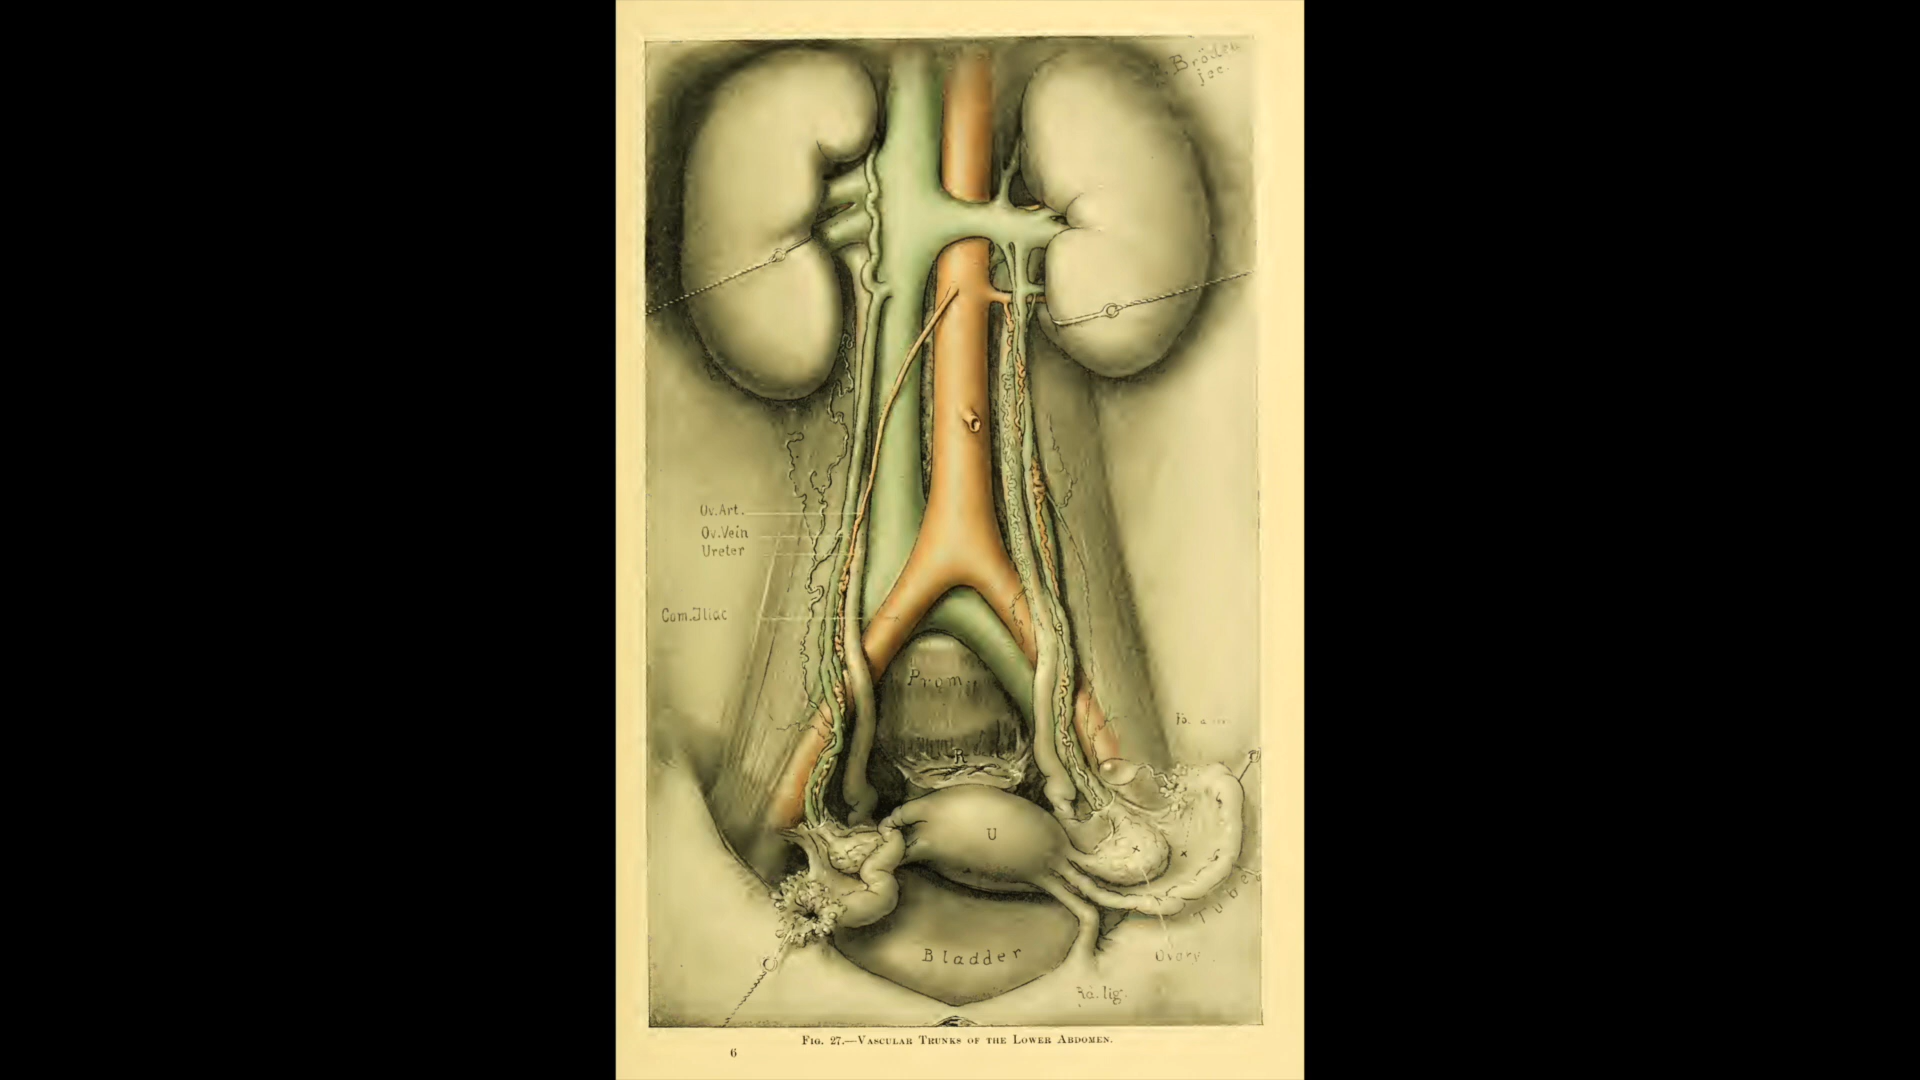 Brödel
fec.
Ov. Art.
Ov. Vein
Ureter
Com. Iliac
Prom.
R
U
x
x
Tube
Bladder
Ovary
Rd. lig.
FIG. 27.—VASCULAR TRUNKS OF THE LOWER ABDOMEN.
6